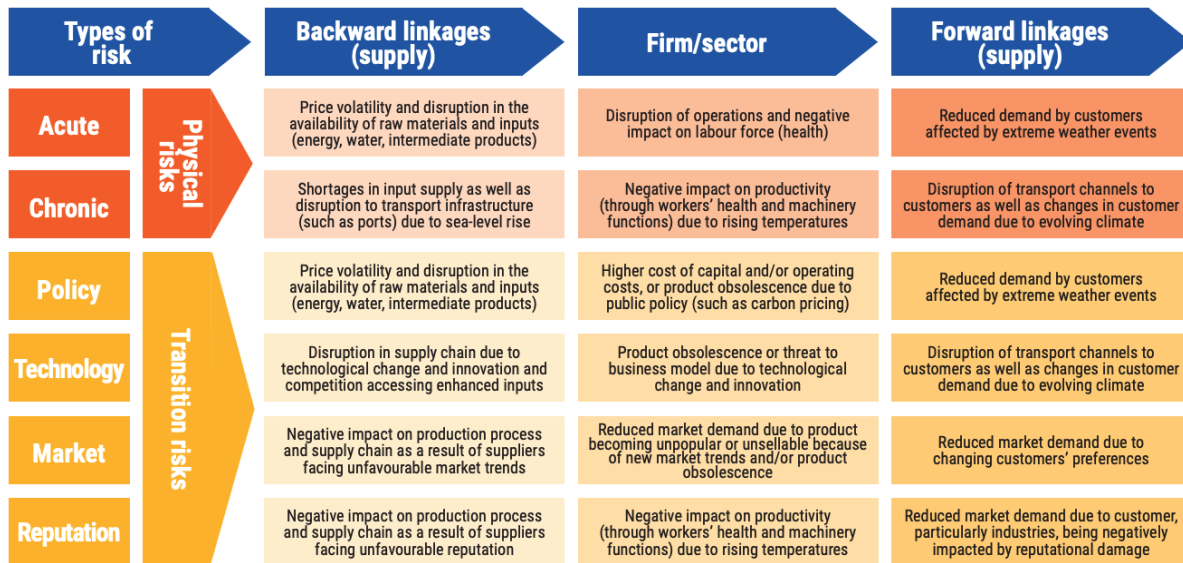 Types of
risk
Backward linkages
(supply)
Firm/sector
Forward linkages
(supply)
Acute
Physical
risks
Price volatility and disruption in the
availability of raw materials and inputs
(energy, water, intermediate products)
Disruption of operations and negative
impact on labour force (health)
Reduced demand by customers
affected by extreme weather events
Chronic
Shortages in input supply as well as
disruption to transport infrastructure
(such as ports) due to sea-level rise
Negative impact on productivity
(through workers' health and machinery
functions) due to rising temperatures
Disruption of transport channels to
customers as well as changes in customer
demand due to evolving climate
Policy
Transition risks
Price volatility and disruption in the
availability of raw materials and inputs
(energy, water, intermediate products)
Higher cost of capital and/or operating
costs, or product obsolescence due to
public policy (such as carbon pricing)
Reduced demand by customers
affected by extreme weather events
Technology
Disruption in supply chain due to
technological change and innovation and
competition accessing enhanced inputs
Product obsolescence or threat to
business model due to technological
change and innovation
Disruption of transport channels to
customers as well as changes in customer
demand due to evolving climate
Market
Negative impact on production process
and supply chain as a result of suppliers
facing unfavourable market trends
Reduced market demand due to product
becoming unpopular or unsellable because
of new market trends and/or product
obsolescence
Reduced market demand due to
changing customers' preferences
Reputation
Negative impact on production process
and supply chain as a result of suppliers
facing unfavourable reputation
Negative impact on productivity
(through workers' health and machinery
functions) due to rising temperatures
Reduced market demand due to customer,
particularly industries, being negatively
impacted by reputational damage